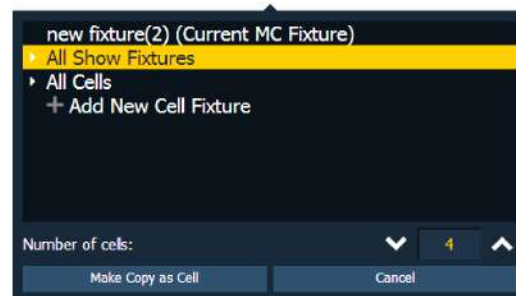 new fixture(2) (Current MC Fixture)
All Show Fixtures
All Cells
+ Add New Cell Fixture
Number of cells: 4
Make Copy as Cell Cancel